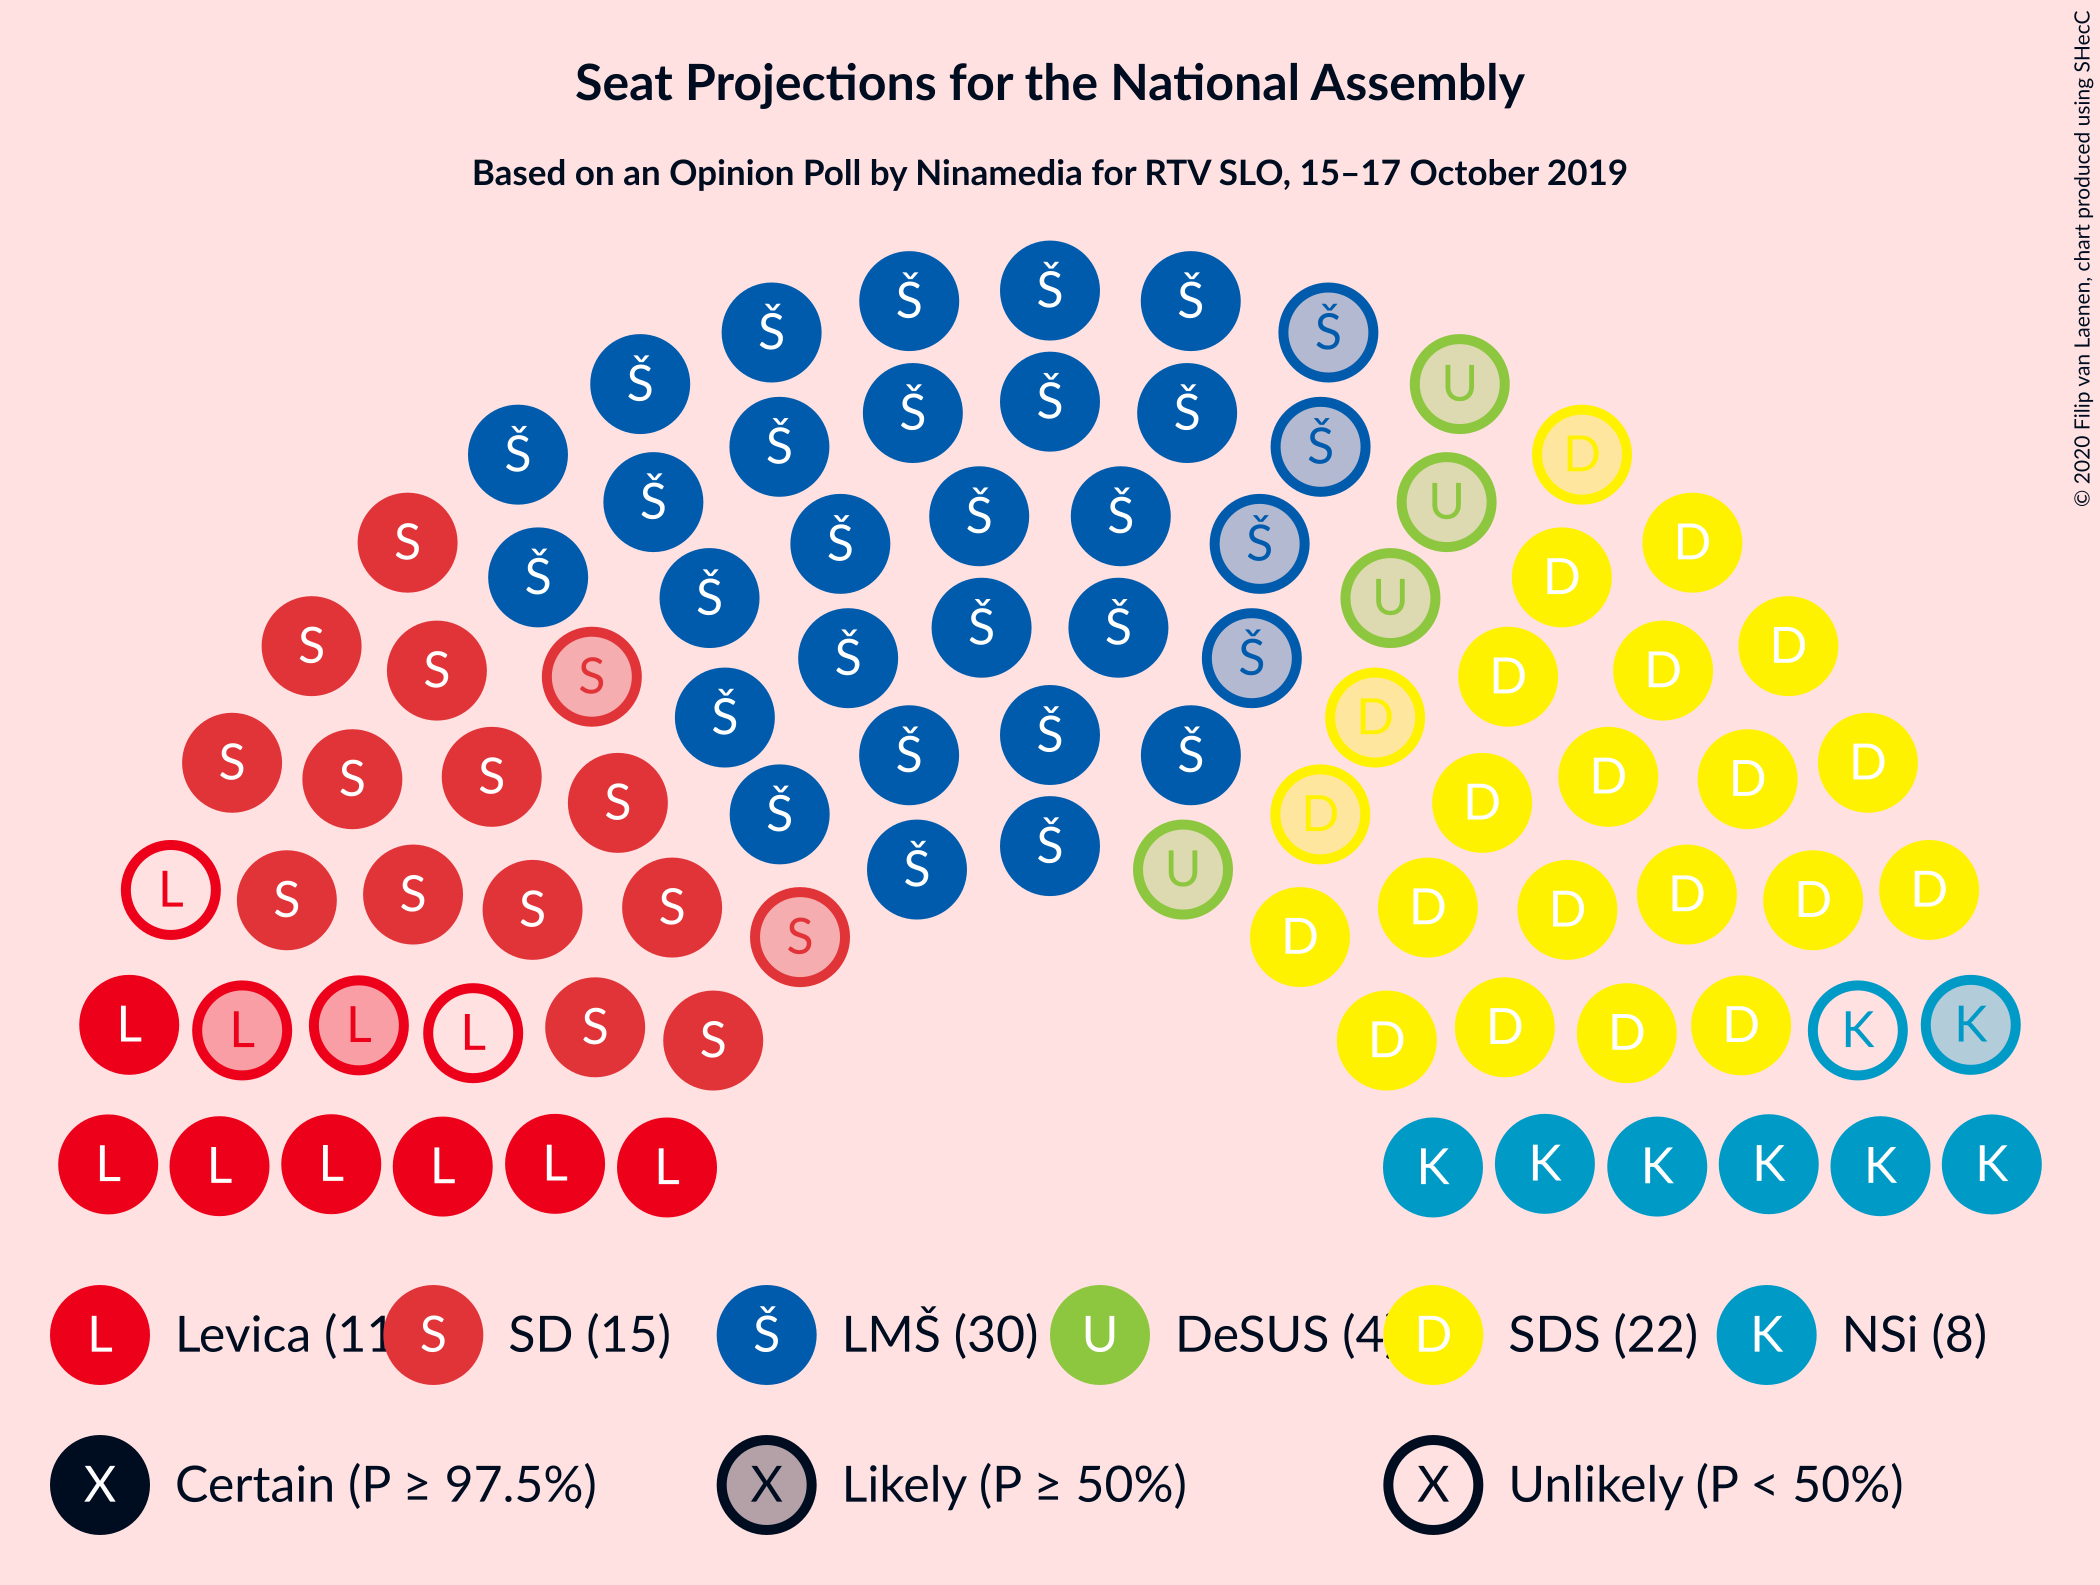 Seat Projections for the National Assembly
Based on an Opinion Poll by Ninamedia for RTV SLO, 15–17 October 2019
© 2020 Filip van Laenen, chart produced using SHecC
Š Š Š Š Š Š Š U D
S Š Š Š Š Š Š U D
S S Š Š Š Š Š Š U D D D
S S S Š Š Š Š Š Š D D D D
S S S S Š Š Š Š D D D D D
L S S S S S Š Š U D D D D D D
L L L L S S D D D D K K
L L L L L L K K K K K K
L Levica (11 S SD (15) Š LMŠ (30) U DeSUS (4) D SDS (22) K NSi (8)
X Certain (P ≥ 97.5%) X Likely (P ≥ 50%) X Unlikely (P < 50%)